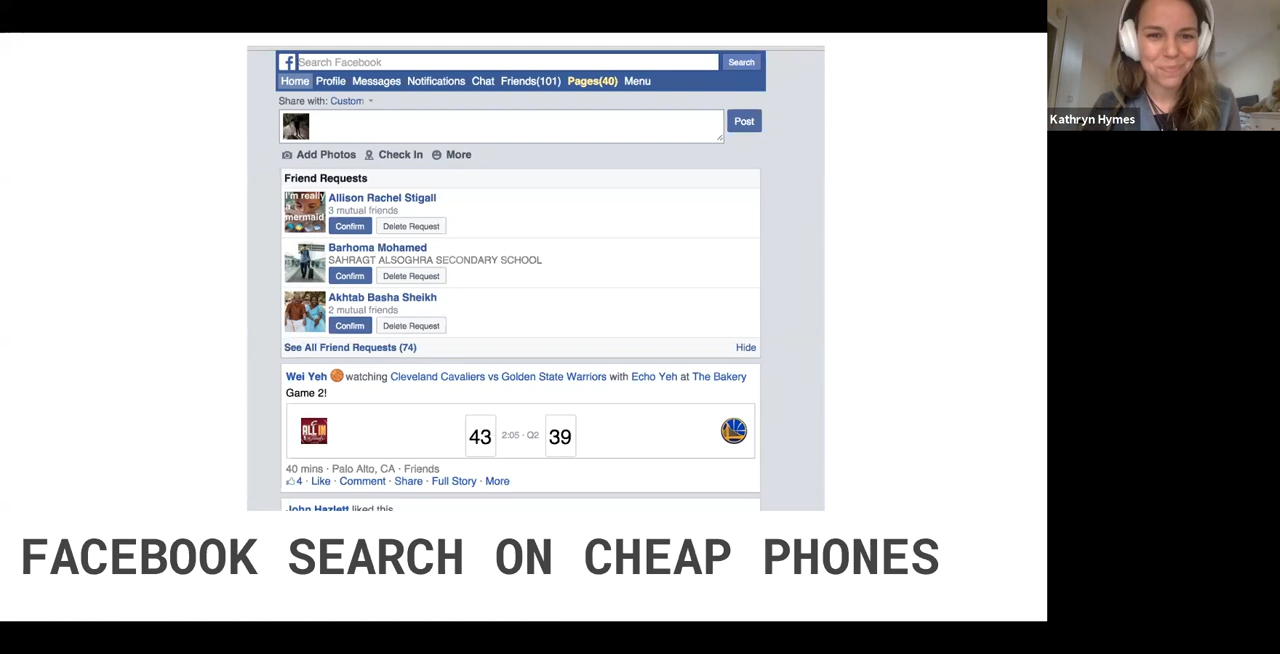 Search Facebook Search
Home Profile Messages Notifications Chat Friends(101) Pages(40) Menu
Share with: Custom
Post
Add Photos Check In More
Friend Requests
I'm really
a
mermaid
Allison Rachel Stigall
3 mutual friends
Confirm Delete Request
Barhoma Mohamed
SAHRAGT ALSOGHRA SECONDARY SCHOOL
Confirm Delete Request
Akhtab Basha Sheikh
2 mutual friends
Confirm Delete Request
See All Friend Requests (74) Hide
Wei Yeh watching Cleveland Cavaliers vs Golden State Warriors with Echo Yeh at The Bakery
Game 2!
ALL IN
43 2:05 · Q2 39
40 mins · Palo Alto, CA · Friends
4 · Like · Comment · Share · Full Story · More
John Hazlett liked this
FACEBOOK SEARCH ON CHEAP PHONES
Kathryn Hymes